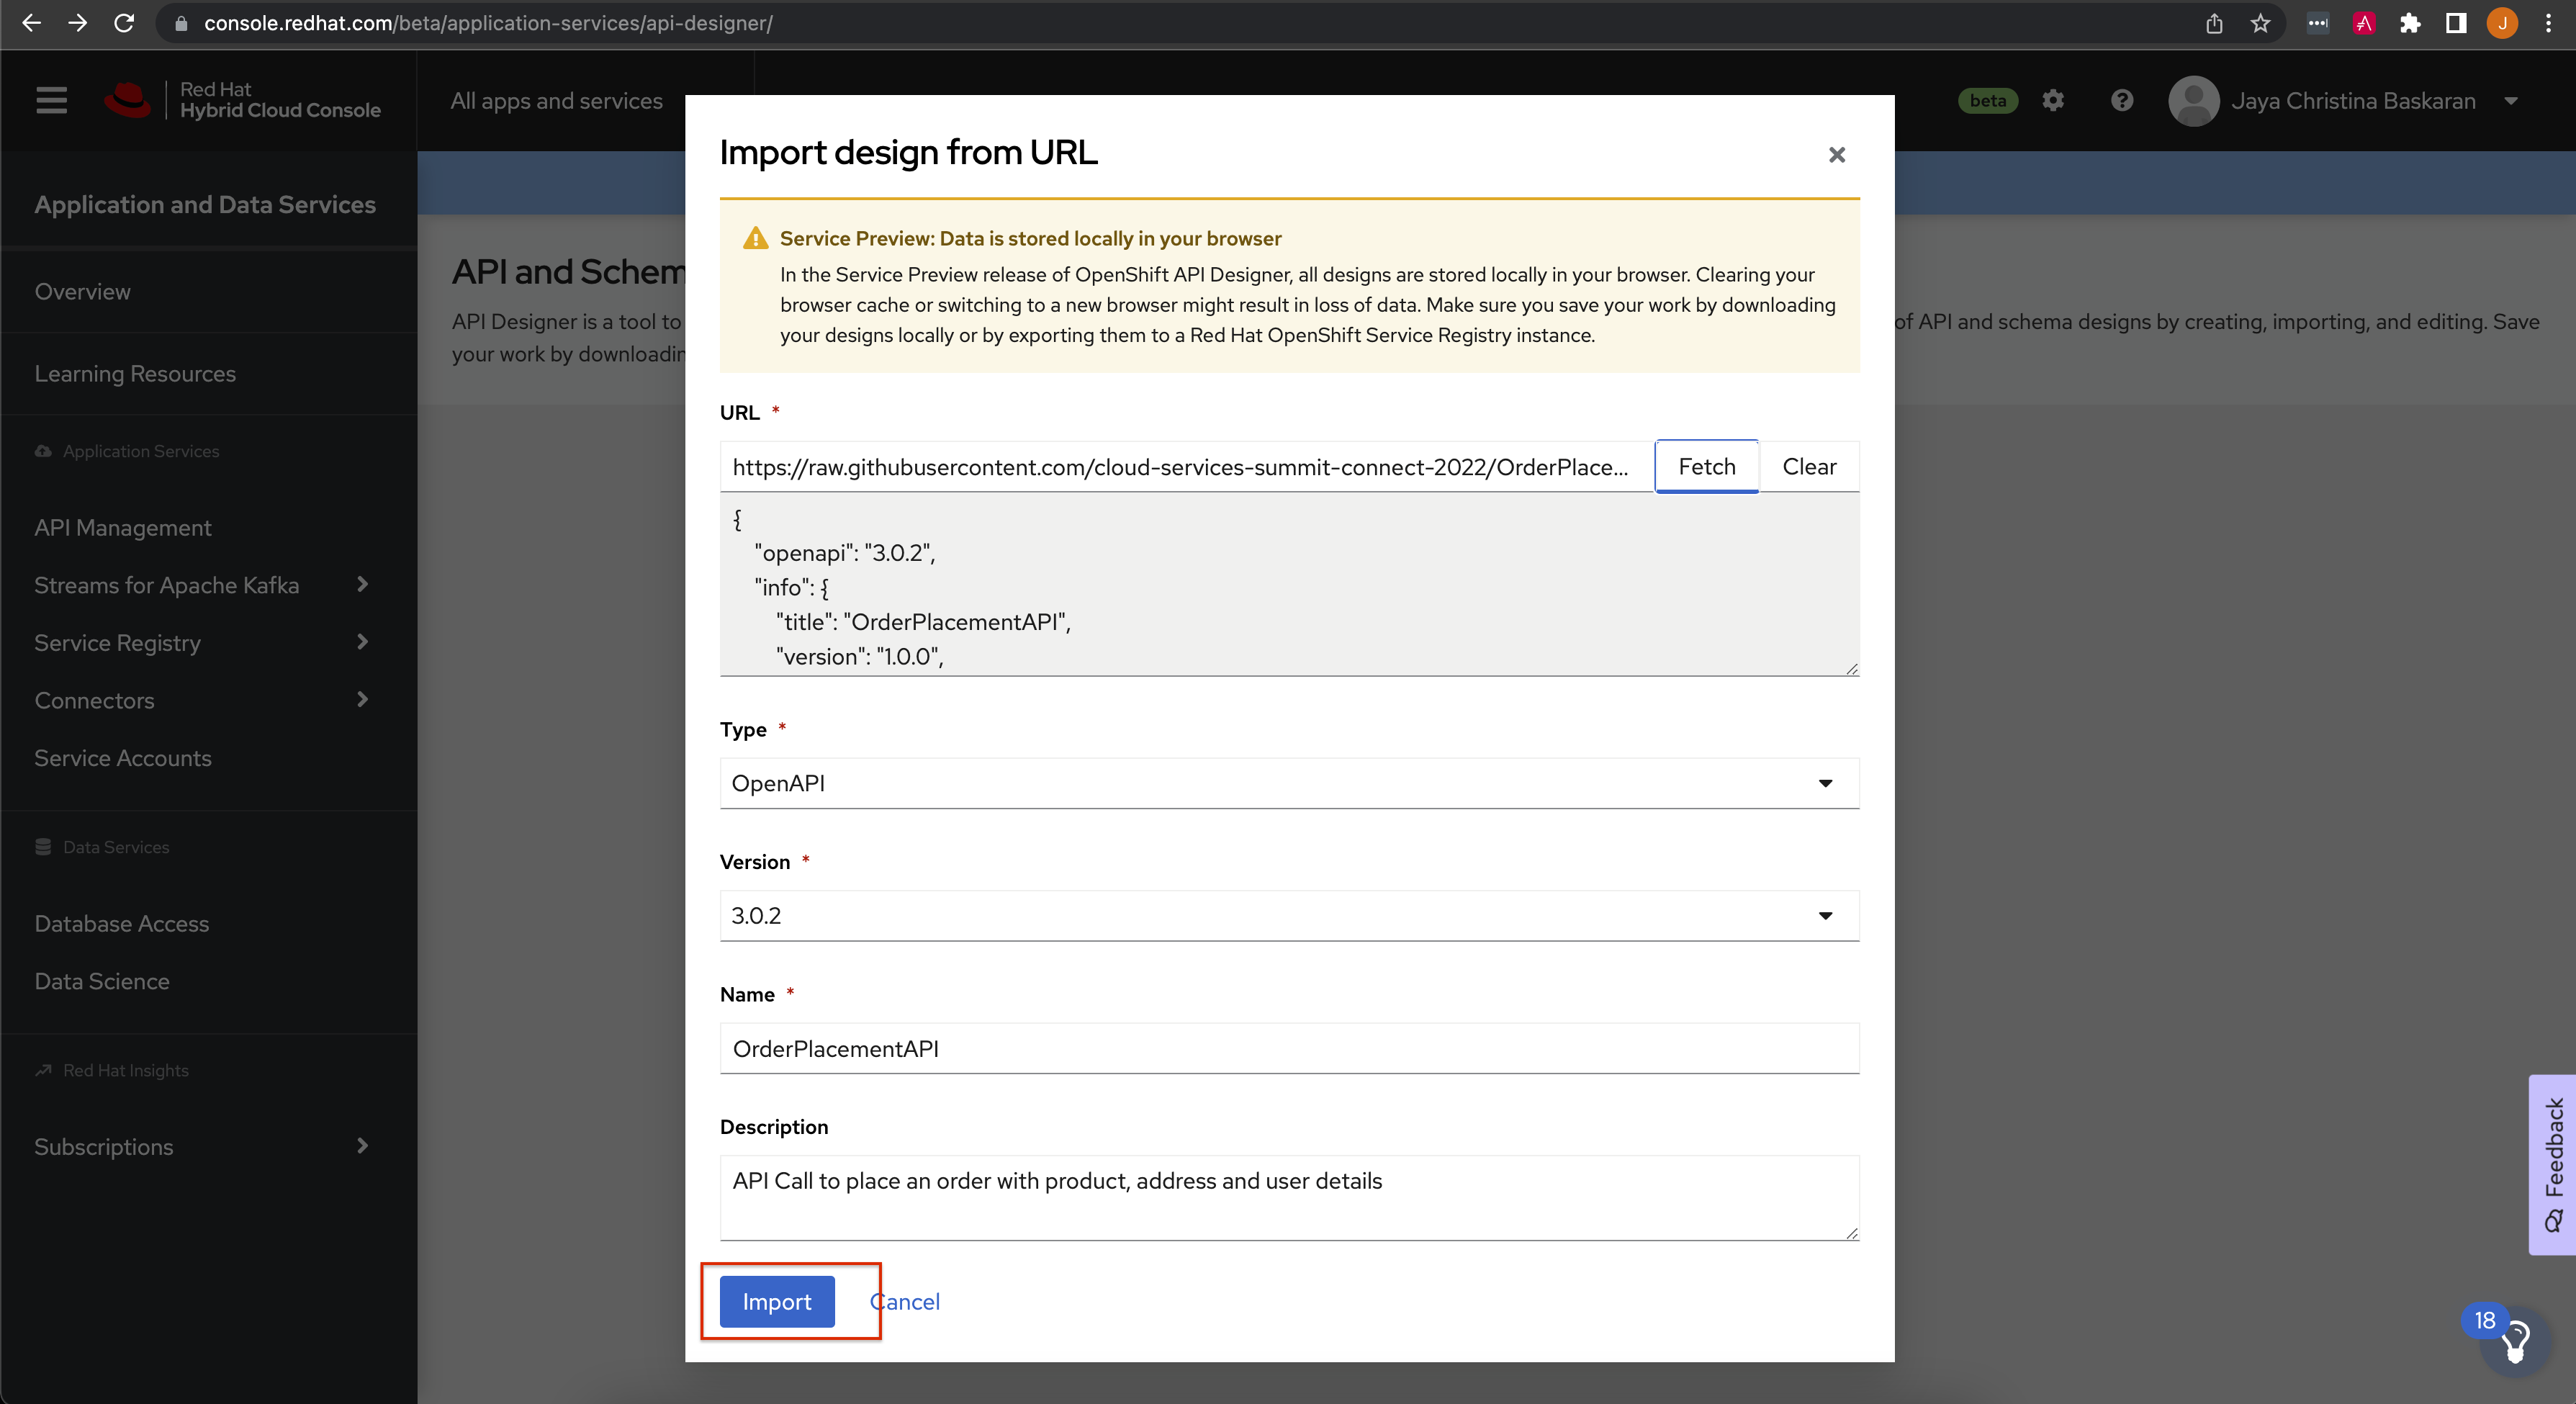 console.redhat.com/beta/application-services/api-designer/
J
Red Hat
Hybrid Cloud Console
All apps and services
beta
Jaya Christina Baskaran
Application and Data Services
Overview
Learning Resources
Application Services
API Management
Streams for Apache Kafka
Service Registry
Connectors
Service Accounts
Data Services
Database Access
Data Science
Red Hat Insights
Subscriptions
API and Schem
API Designer is a tool to
of API and schema designs by creating, importing, and editing. Save
your work by downloadin
Import design from URL
Service Preview: Data is stored locally in your browser
In the Service Preview release of OpenShift API Designer, all designs are stored locally in your browser. Clearing your
browser cache or switching to a new browser might result in loss of data. Make sure you save your work by downloading
your designs locally or by exporting them to a Red Hat OpenShift Service Registry instance.
URL *
https://raw.githubusercontent.com/cloud-services-summit-connect-2022/OrderPlace...
Fetch
Clear
{
"openapi": "3.0.2",
"info": {
"title": "OrderPlacementAPI",
"version": "1.0.0",
Type *
OpenAPI
Version *
3.0.2
Name *
OrderPlacementAPI
Description
API Call to place an order with product, address and user details
Import
Cancel
Feedback
18